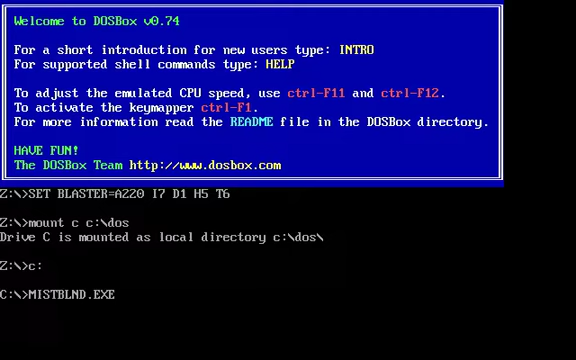 Welcome to DOSBox v0.74
For a short introduction for new users type: INTRO
For supported shell commands type: HELP
To adjust the emulated CPU speed, use ctrl-F11 and ctrl-F12.
To activate the keymapper ctrl-F1.
For more information read the README file in the DOSBox directory.
HAVE FUN!
The DOSBox Team http://www.dosbox.com
Z:\>SET BLASTER=A220 I7 D1 H5 T6
Z:\>mount c c:\dos
Drive C is mounted as local directory c:\dos\
Z:\>c:
C:\>MISTBLND.EXE